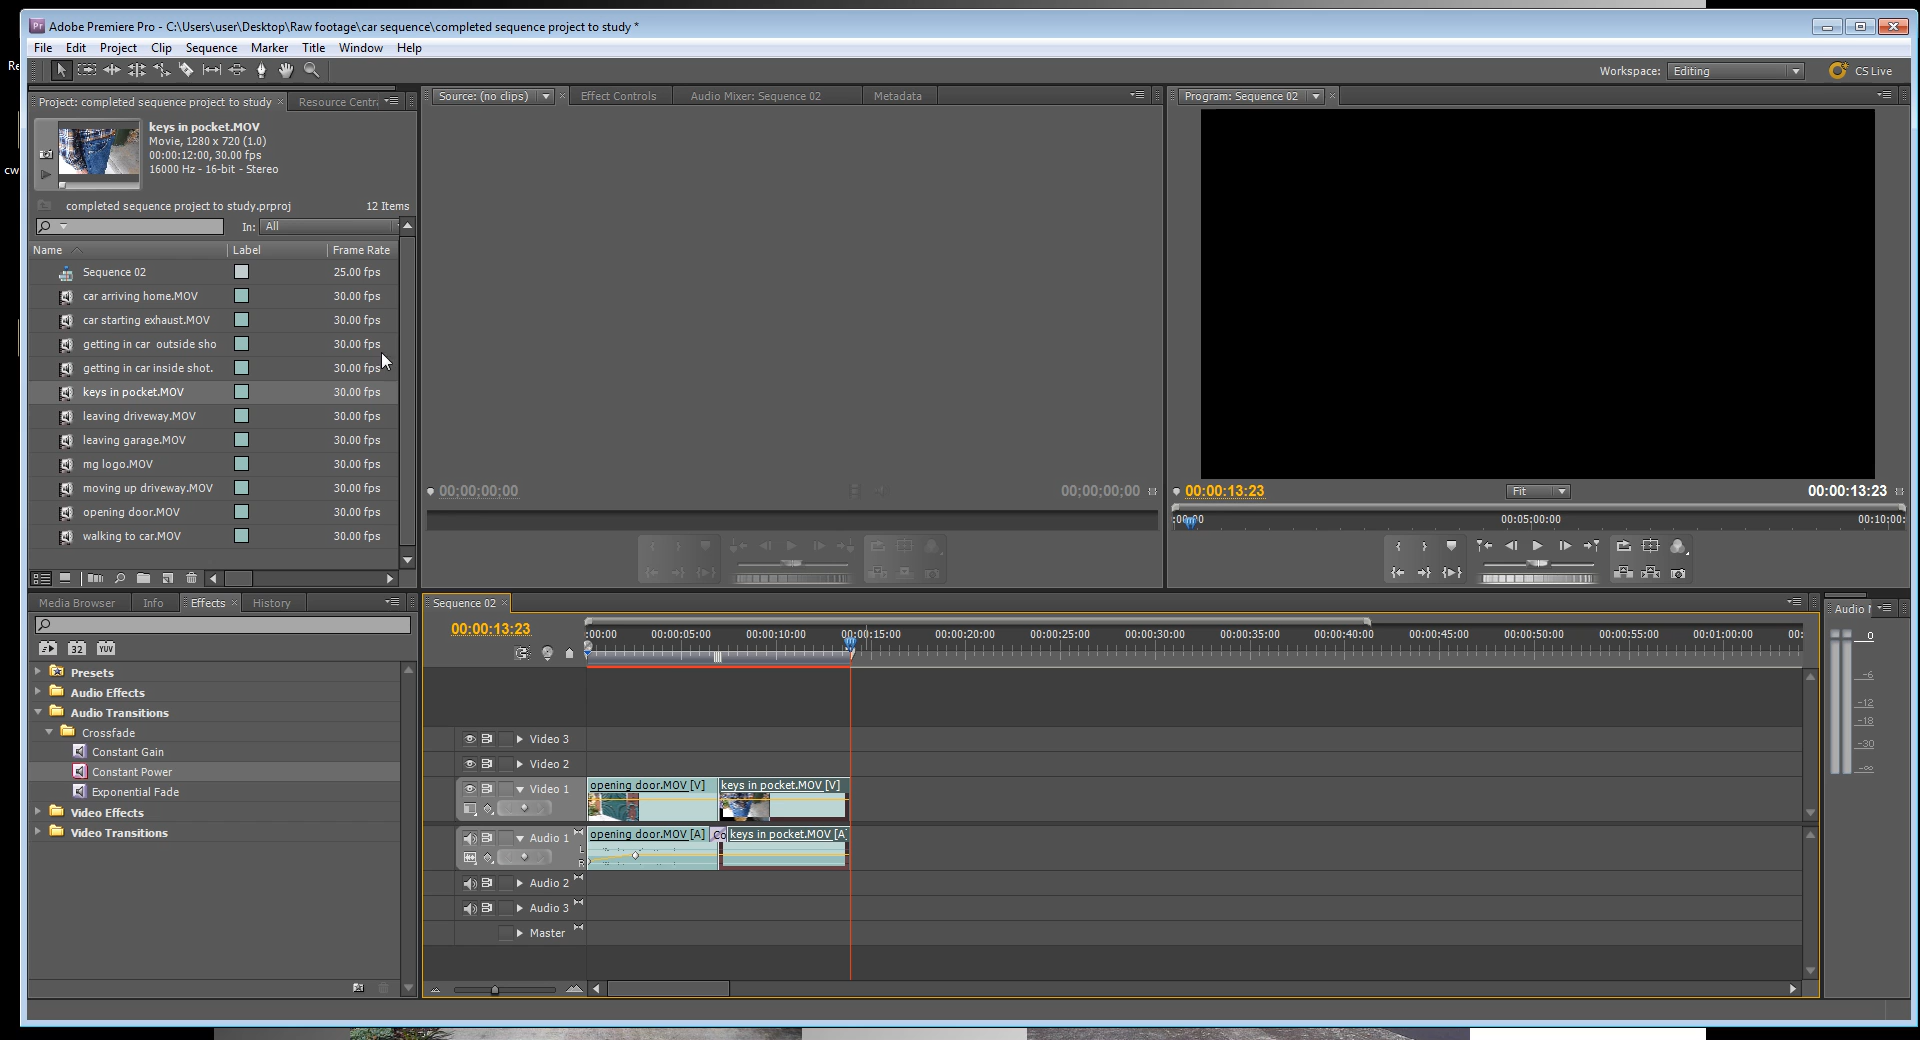 Adobe Premiere Pro - C:\Users\user\Desktop\Raw footage\car sequence\completed sequence project to study *
File Edit Project Clip Sequence Marker Title Window Help
Workspace: Editing CS Live
Project: completed sequence project to study × Resource Centr
keys in pocket.MOV
Movie, 1280 x 720 (1.0)
00:00:12:00, 30.00 fps
16000 Hz - 16-bit - Stereo
completed sequence project to study.prproj 12 Items
In: All
Name Label Frame Rate
Sequence 02 25.00 fps
car arriving home.MOV 30.00 fps
car starting exhaust.MOV 30.00 fps
getting in car  outside sho 30.00 fps
getting in car inside shot. 30.00 fps
keys in pocket.MOV 30.00 fps
leaving driveway.MOV 30.00 fps
leaving garage.MOV 30.00 fps
mg logo.MOV 30.00 fps
moving up driveway.MOV 30.00 fps
opening door.MOV 30.00 fps
walking to car.MOV 30.00 fps
Source: (no clips) Effect Controls Audio Mixer: Sequence 02 Metadata
00;00;00;00 00;00;00;00
Program: Sequence 02
00:00:13:23 Fit 00:00:13:23
00:05:00:00 00:10:00:
Media Browser Info Effects × History
32 YUV
Presets
Audio Effects
Audio Transitions
Crossfade
Constant Gain
Constant Power
Exponential Fade
Video Effects
Video Transitions
Sequence 02 ×
00:00:13:23
:00:00 00:00:05:00 00:00:10:00 00:00:15:00 00:00:20:00 00:00:25:00 00:00:30:00 00:00:35:00 00:00:40:00 00:00:45:00 00:00:50:00 00:00:55:00 00:01:00:00 00:
Video 3
Video 2
Video 1
opening door.MOV [V] keys in pocket.MOV [V]
Audio 1
L
R
opening door.MOV [A] Co keys in pocket.MOV [A]
Audio 2
Audio 3
Master
Audio
0
-6
-12
-18
-30
-∞
Re
cw